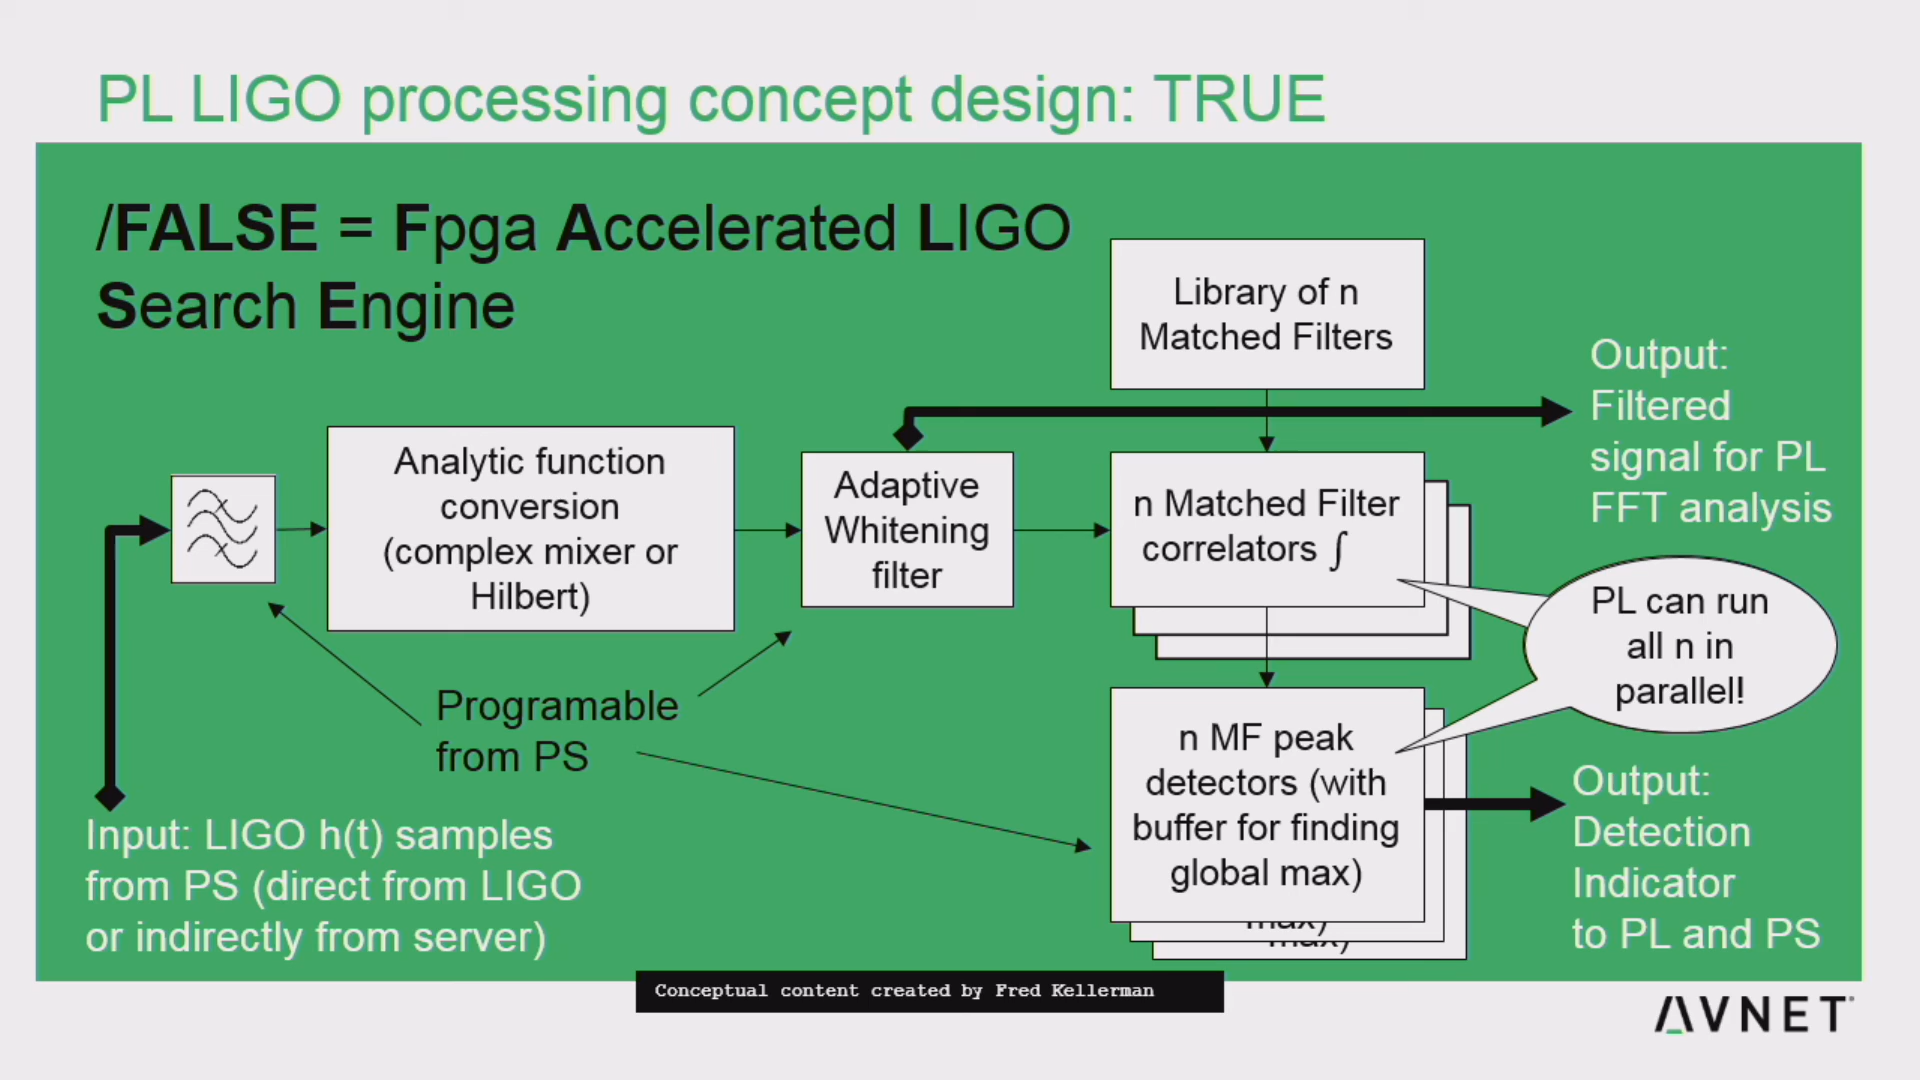 PL LIGO processing concept design: TRUE
/FALSE = Fpga Accelerated LIGO
Search Engine
Library of n
Matched Filters
Output:
Filtered
signal for PL
FFT analysis
Analytic function
conversion
(complex mixer or
Hilbert)
Adaptive
Whitening
filter
n Matched Filter
correlators ∫
PL can run
all n in
parallel!
Programable
from PS
n MF peak
detectors (with
buffer for finding
global max)
max)
max)
Output:
Detection
Indicator
to PL and PS
Input: LIGO h(t) samples
from PS (direct from LIGO
or indirectly from server)
Conceptual content created by Fred Kellerman
AVNET